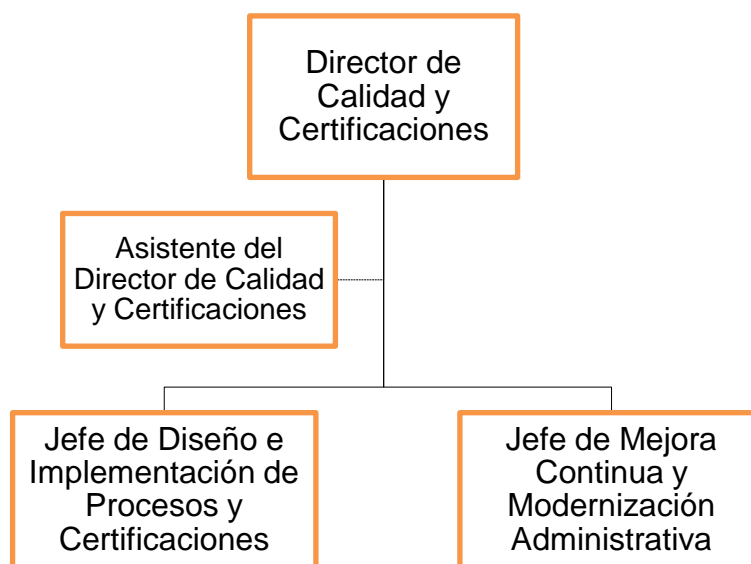 Director de
Calidad y
Certificaciones
Asistente del
Director de Calidad
y Certificaciones
Jefe de Diseño e
Implementación de
Procesos y
Certificaciones
Jefe de Mejora
Continua y
Modernización
Administrativa